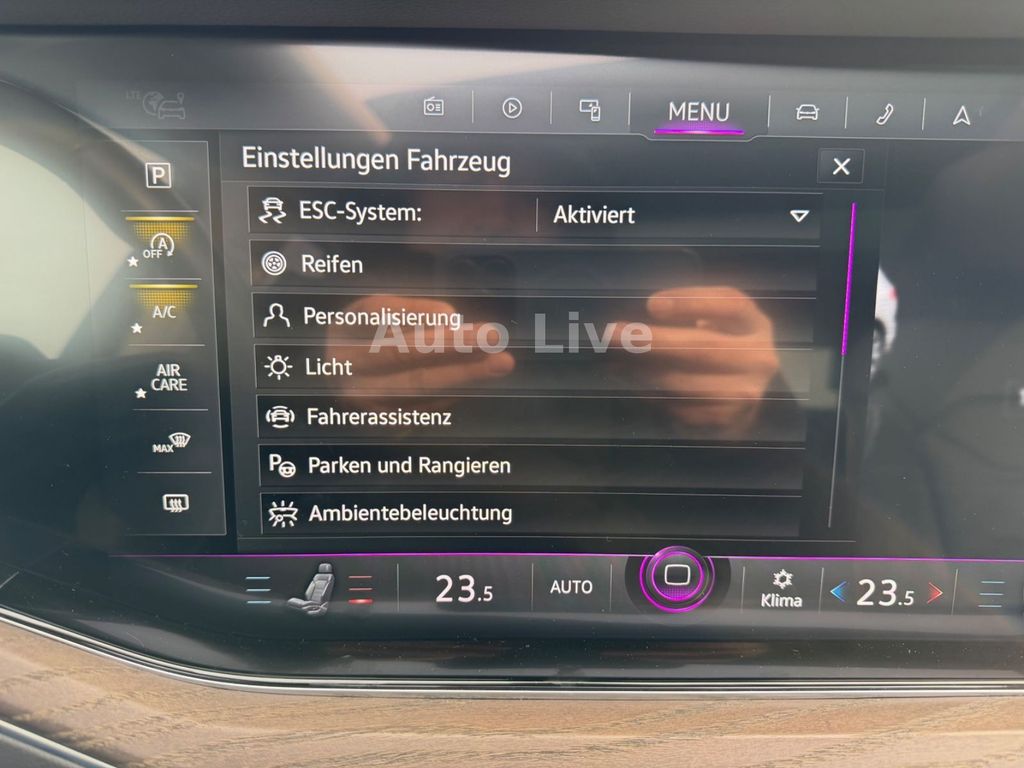 LTE
MENU
Einstellungen Fahrzeug
P
ESC-System: Aktiviert
A
OFF
Reifen
A/C
Personalisierung
Auto Live
Licht
AIR
CARE
Fahrerassistenz
MAX
P Parken und Rangieren
Ambientebeleuchtung
23.5 AUTO Klima 23.5